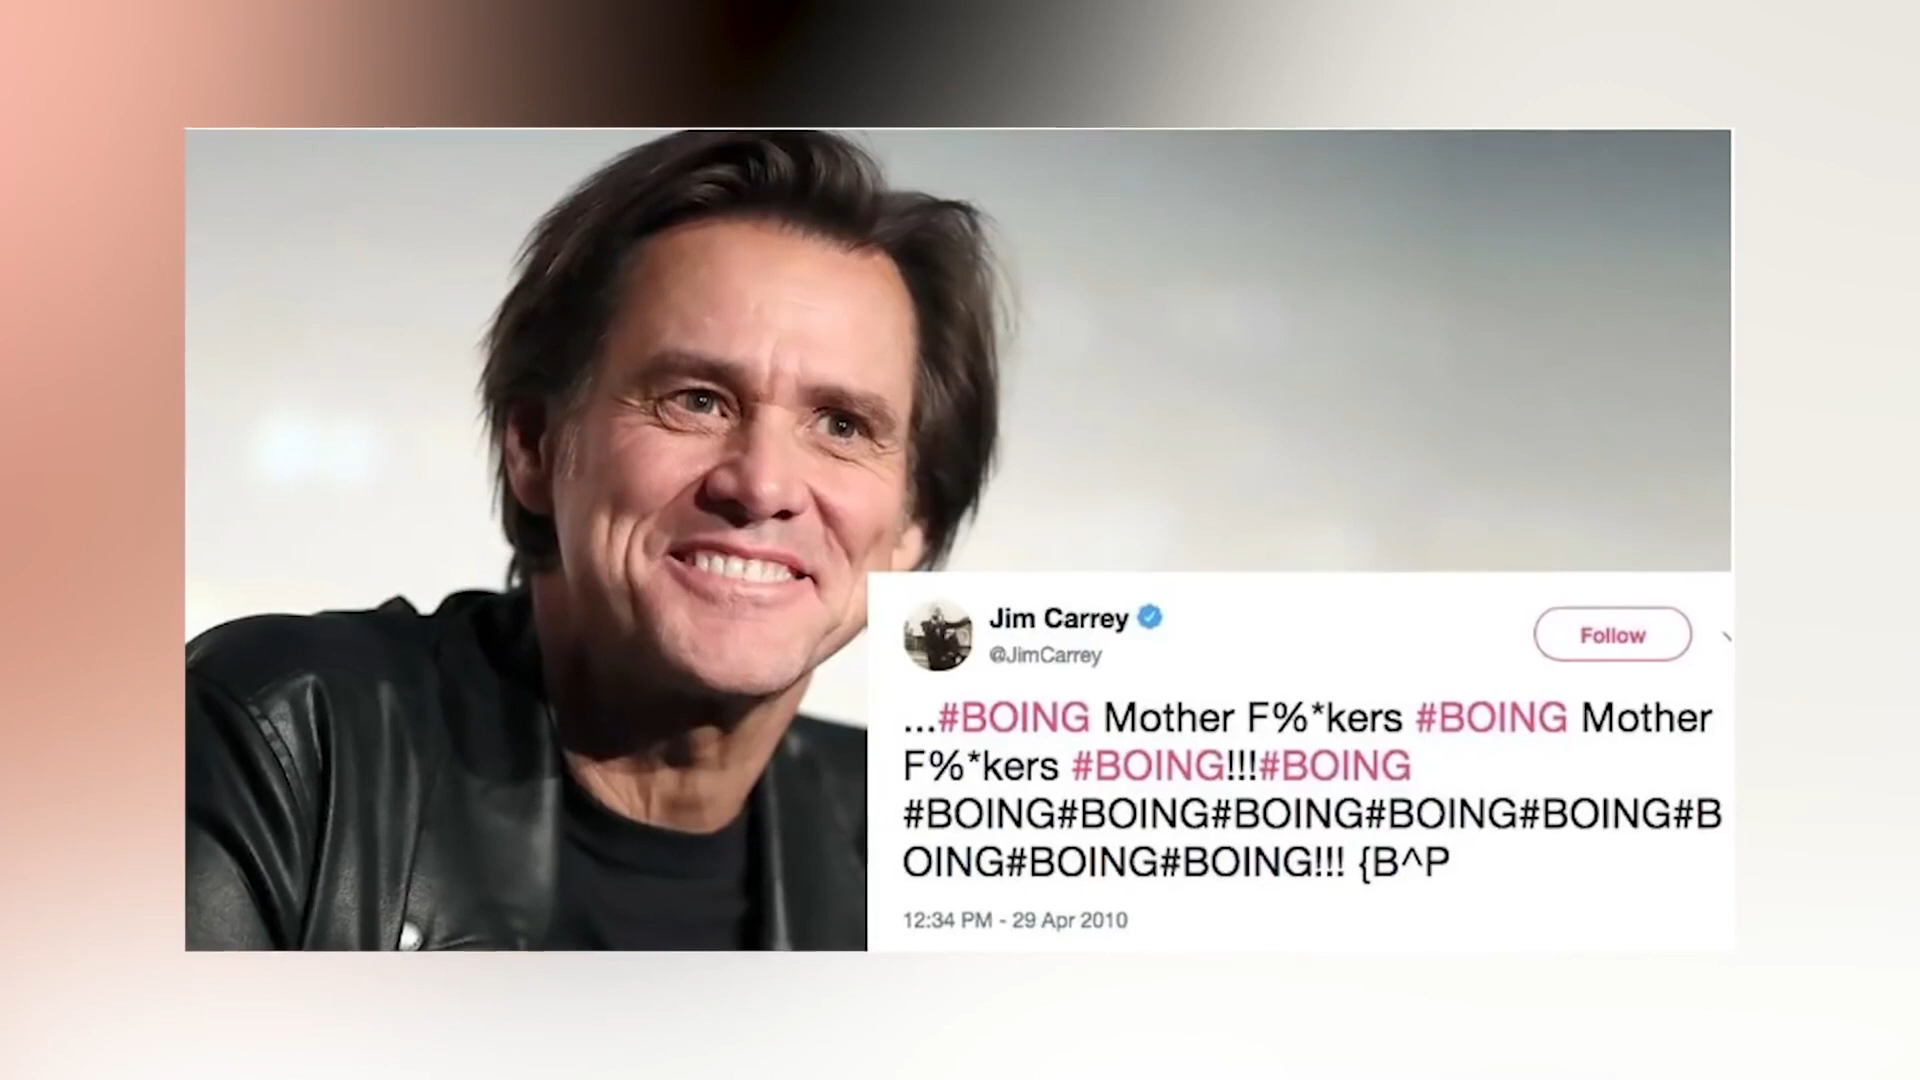 Jim Carrey
@JimCarrey
Follow
...#BOING Mother F%*kers #BOING Mother
F%*kers #BOING!!!#BOING
#BOING#BOING#BOING#BOING#BOING#B
OING#BOING#BOING!!! {B^P
12:34 PM - 29 Apr 2010